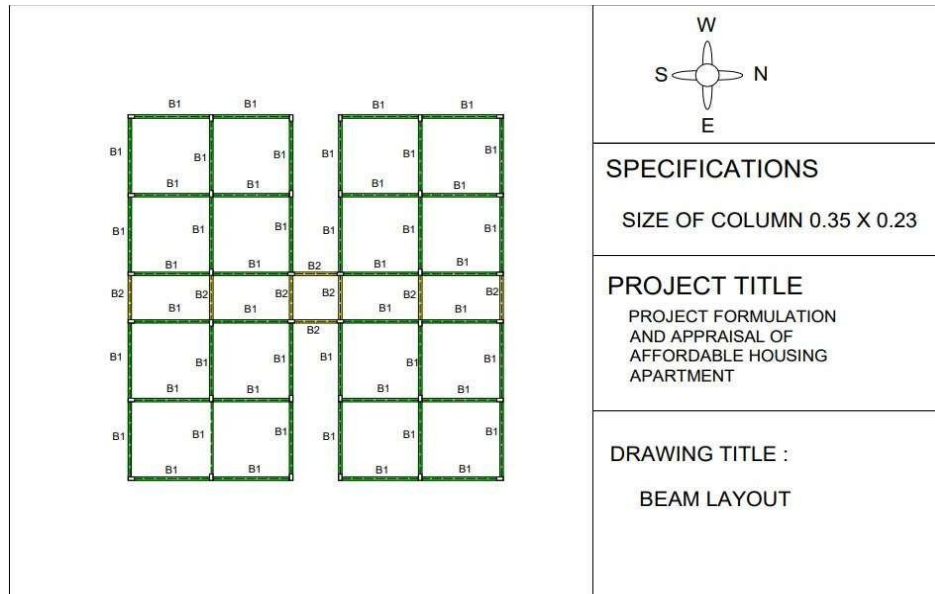 B1 B1 B1 B1
B1 B1 B1 B1 B1 B1
B1 B1 B1 B1
B1 B1 B1 B1 B1 B1
B1 B1 B2 B1 B1
B2 B2 B2 B2 B2 B2
B1 B1 B1 B1
B2
B1 B1 B1 B1 B1 B1
B1 B1 B1 B1
B1 B1 B1 B1 B1 B1
B1 B1 B1 B1
W
S N
E
SPECIFICATIONS
SIZE OF COLUMN 0.35 X 0.23
PROJECT TITLE
PROJECT FORMULATION
AND APPRAISAL OF
AFFORDABLE HOUSING
APARTMENT
DRAWING TITLE :
BEAM LAYOUT